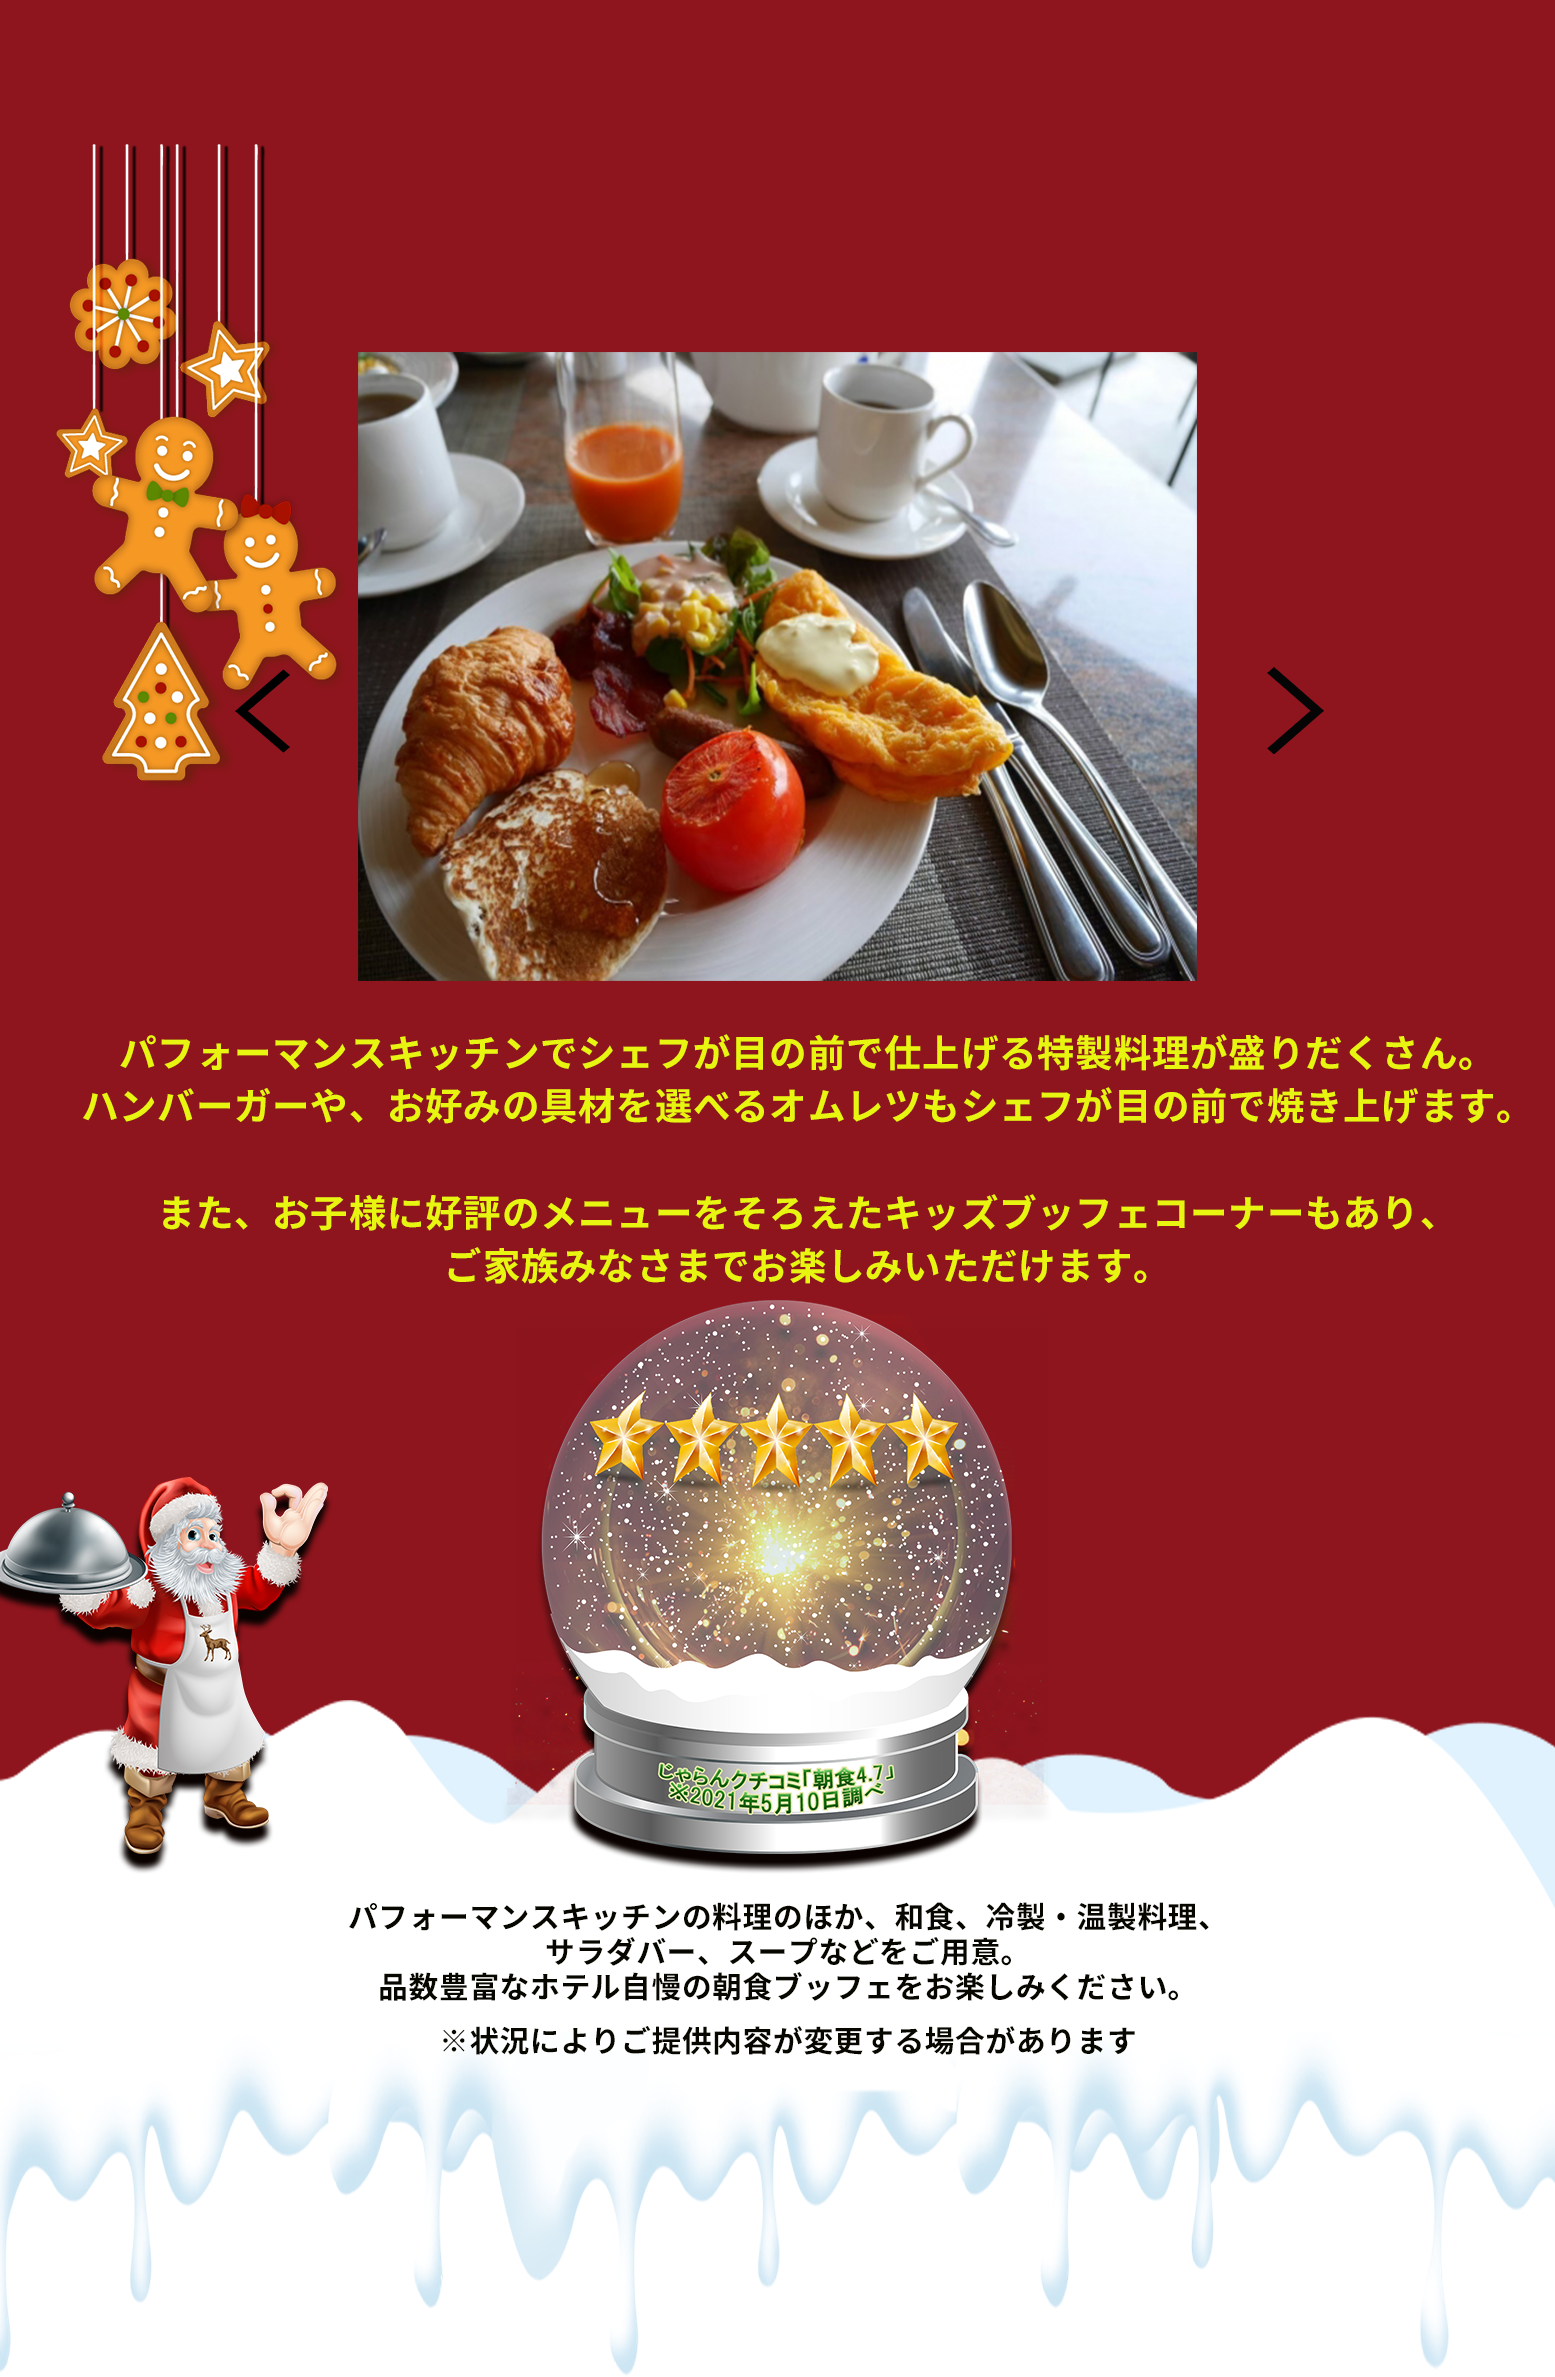 パフォーマンスキッチンでシェフが目の前で仕上げる特製料理が盛りだくさん。
ハンバーガーや、お好みの具材を選べるオムレツもシェフが目の前で焼き上げます。
また、お子様に好評のメニューをそろえたキッズブッフェコーナーもあり、
ご家族みなさまでお楽しみいただけます。
じゃらんクチコミ「朝食4.7」
※2021年5月10日調べ
パフォーマンスキッチンの料理のほか、和食、冷製・温製料理、
サラダバー、スープなどをご用意。
品数豊富なホテル自慢の朝食ブッフェをお楽しみください。
※状況によりご提供内容が変更する場合があります